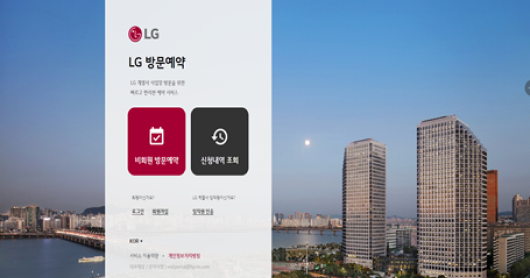 LG
LG 방문예약
LG 계열사 사업장 방문을 위한
빠르고 편리한 예약 서비스
비회원 방문예약
신청내역 조회
회원이신가요?
LG 계열사 임직원이신가요?
로그인 회원가입
임직원 인증
KOR
서비스 이용약관 • 개인정보처리방침